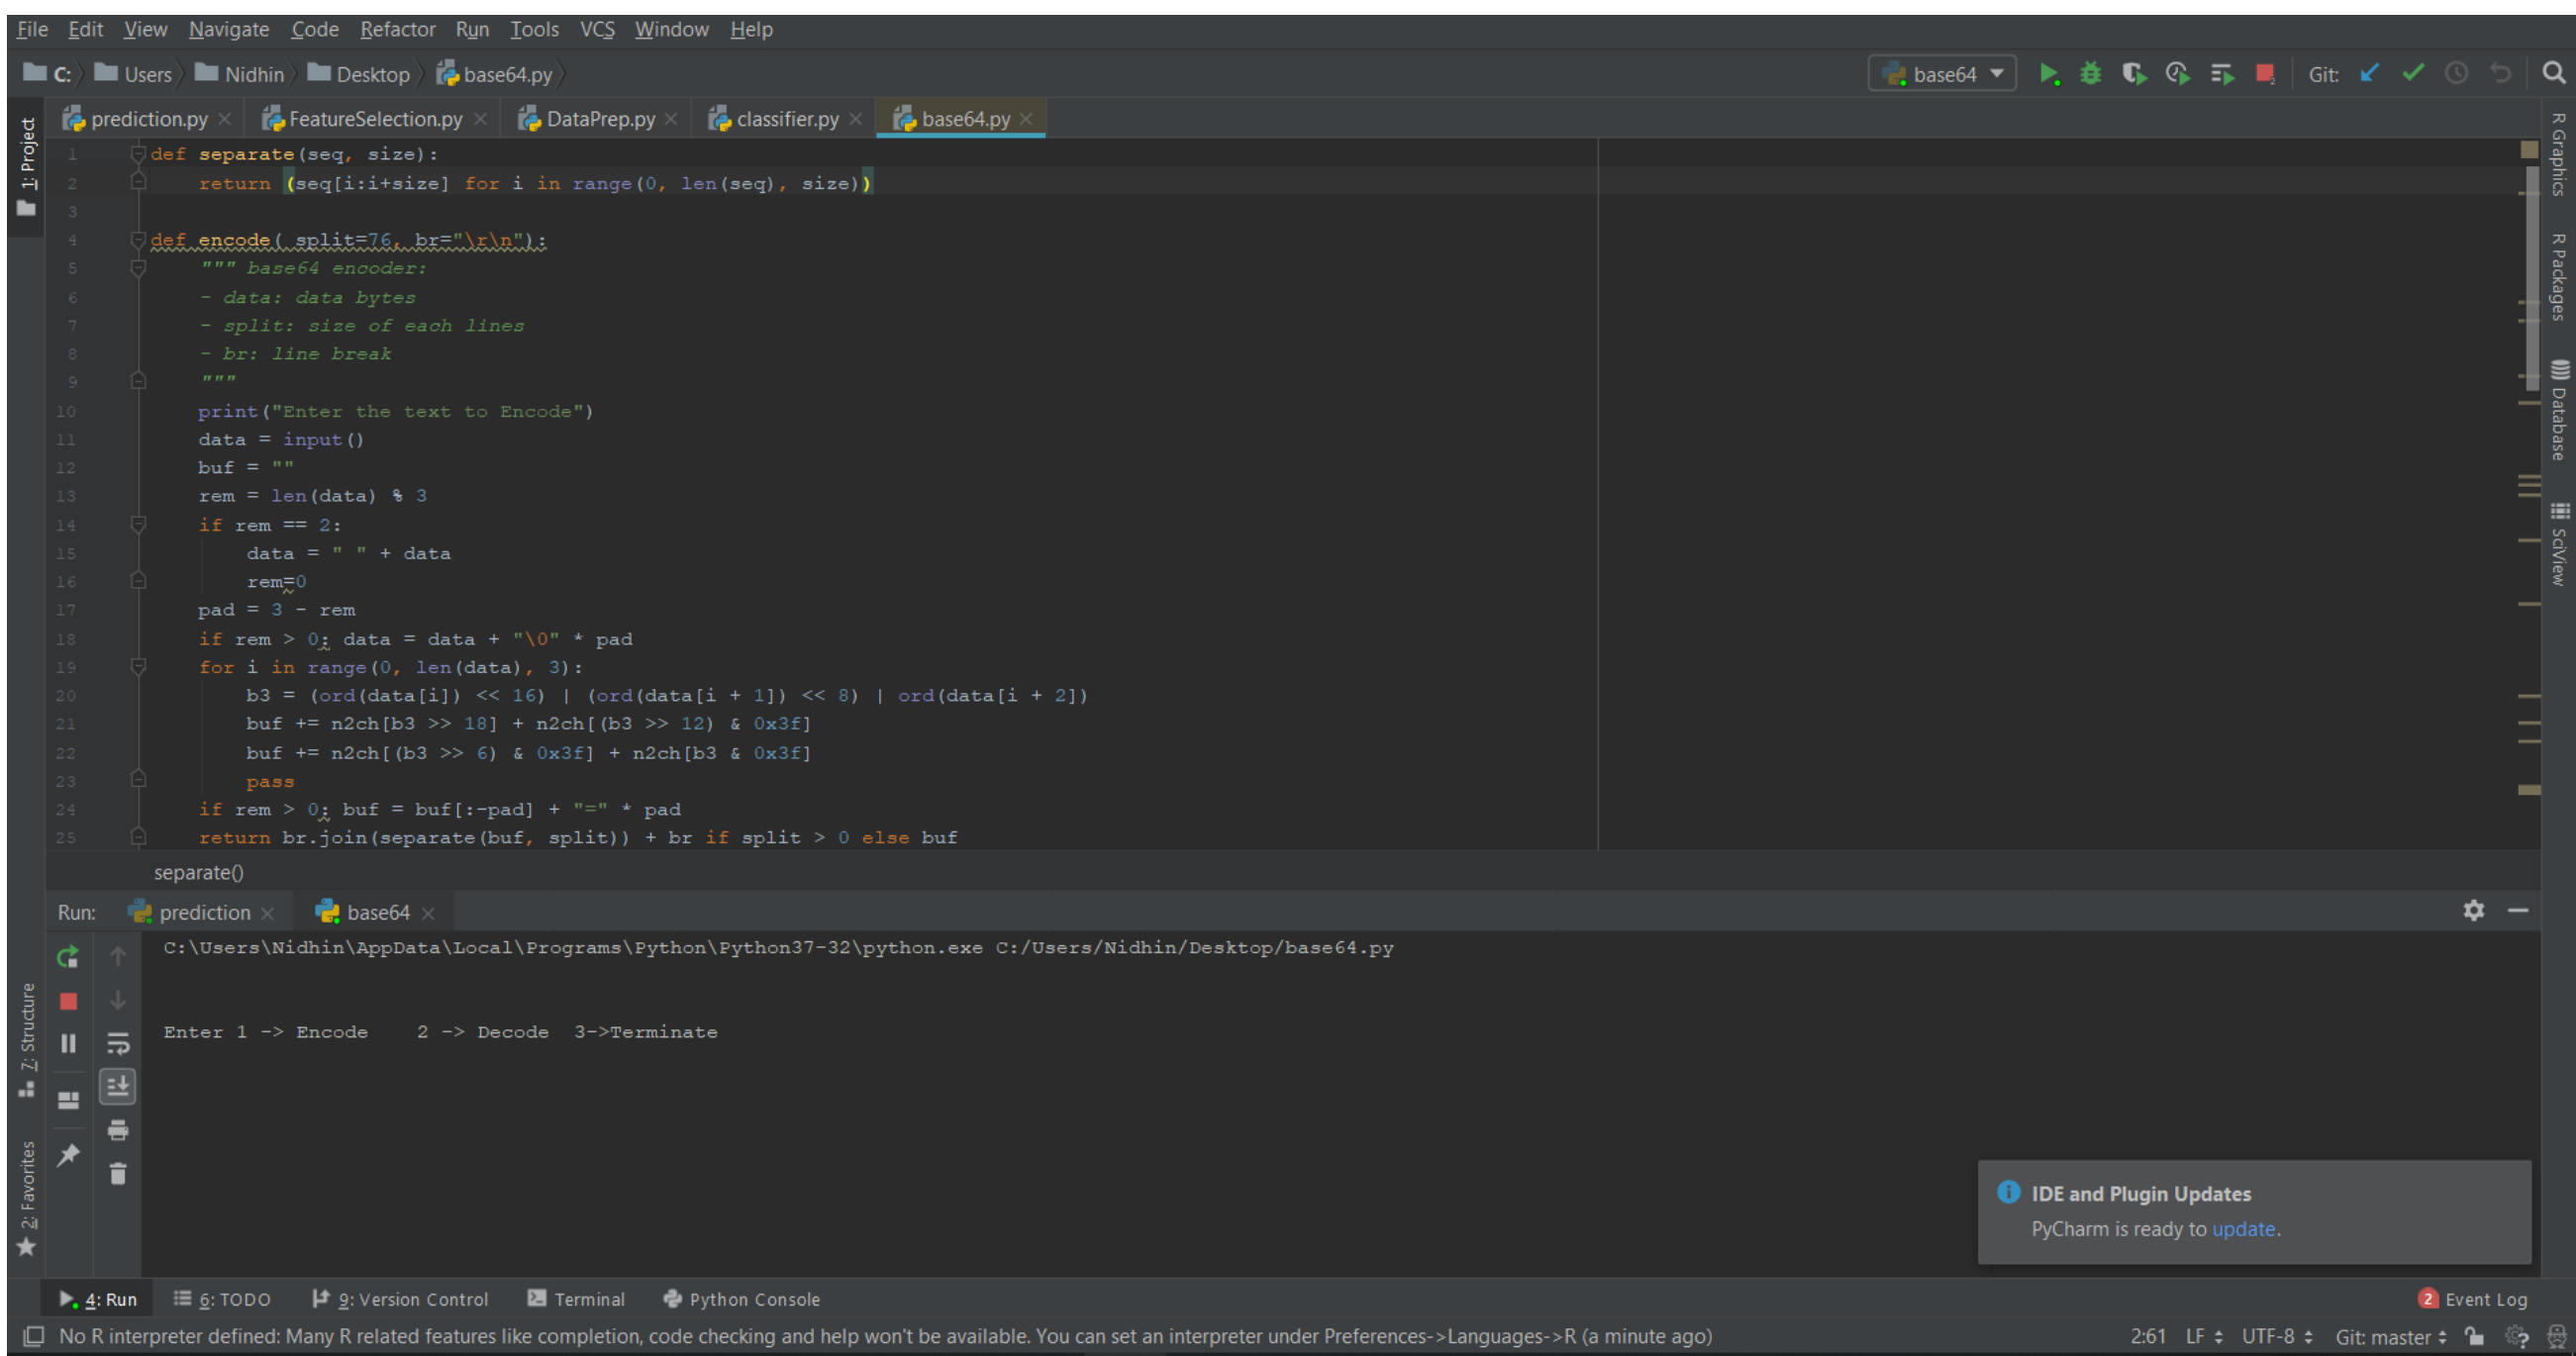 File Edit View Navigate Code Refactor Run Tools VCS Window Help
C: Users Nidhin Desktop base64.py base64 Git:
prediction.py FeatureSelection.py DataPrep.py classifier.py base64.py
1: Project
R Graphics
R Packages
Database
SciView
1 def separate(seq, size):
2     return (seq[i:i+size] for i in range(0, len(seq), size))
3
4 def encode( split=76, br="\r\n"):
5     """ base64 encoder:
6     - data: data bytes
7     - split: size of each lines
8     - br: line break
9     """
10     print("Enter the text to Encode")
11     data = input()
12     buf = ""
13     rem = len(data) % 3
14     if rem == 2:
15         data = " " + data
16         rem=0
17     pad = 3 - rem
18     if rem > 0: data = data + "\0" * pad
19     for i in range(0, len(data), 3):
20         b3 = (ord(data[i]) << 16) | (ord(data[i + 1]) << 8) | ord(data[i + 2])
21         buf += n2ch[b3 >> 18] + n2ch[(b3 >> 12) & 0x3f]
22         buf += n2ch[(b3 >> 6) & 0x3f] + n2ch[b3 & 0x3f]
23         pass
24     if rem > 0: buf = buf[:-pad] + "=" * pad
25     return br.join(separate(buf, split)) + br if split > 0 else buf
separate()
Run: prediction base64
C:\Users\Nidhin\AppData\Local\Programs\Python\Python37-32\python.exe C:/Users/Nidhin/Desktop/base64.py
Enter 1 -> Encode    2 -> Decode  3->Terminate
7: Structure
2: Favorites
IDE and Plugin Updates
PyCharm is ready to update.
4: Run 6: TODO 9: Version Control Terminal Python Console 2 Event Log
No R interpreter defined: Many R related features like completion, code checking and help won't be available. You can set an interpreter under Preferences->Languages->R (a minute ago) 2:61 LF UTF-8 Git: master